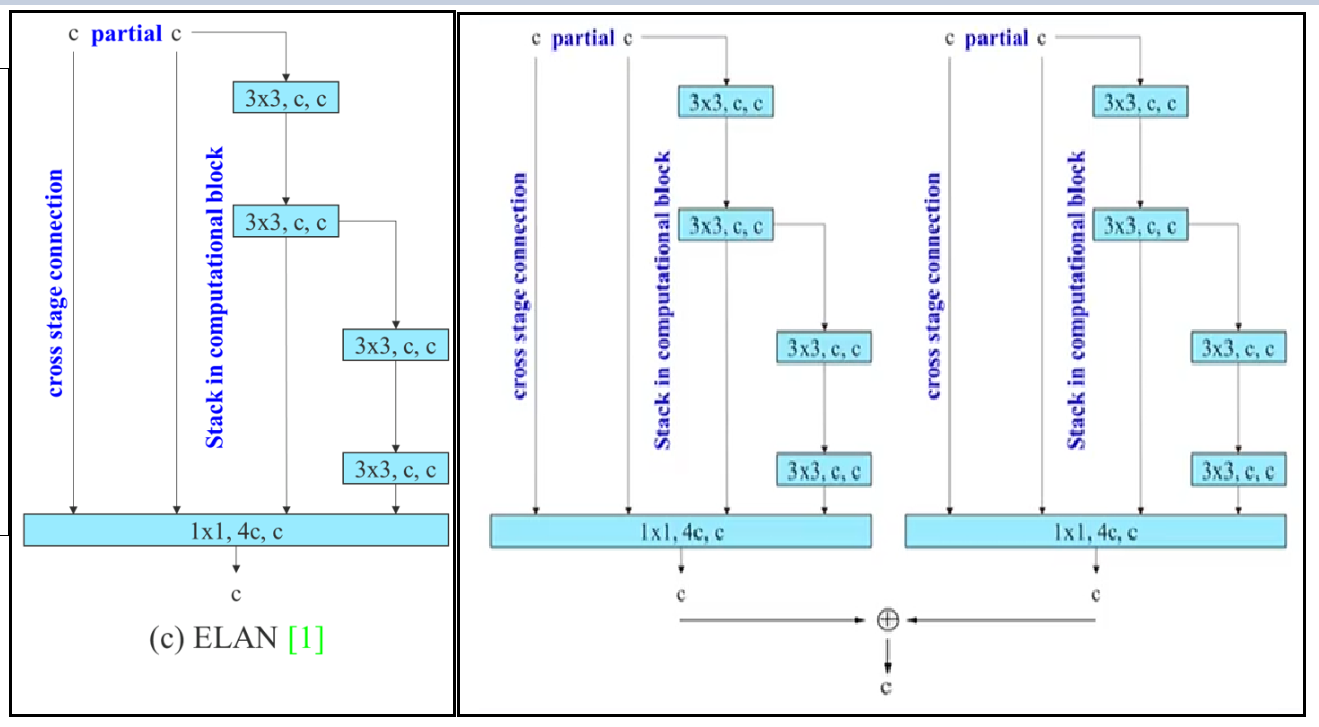 c partial c
3x3, c, c
cross stage connection
Stack in computational block
3x3, c, c
3x3, c, c
3x3, c, c
1x1, 4c, c
c
(c) ELAN [1]
c partial c
3x3, c, c
cross stage connection
Stack in computational block
3x3, c, c
3x3, c, c
3x3, c, c
1x1, 4c, c
c
c partial c
3x3, c, c
cross stage connection
Stack in computational block
3x3, c, c
3x3, c, c
3x3, c, c
1x1, 4c, c
c
c